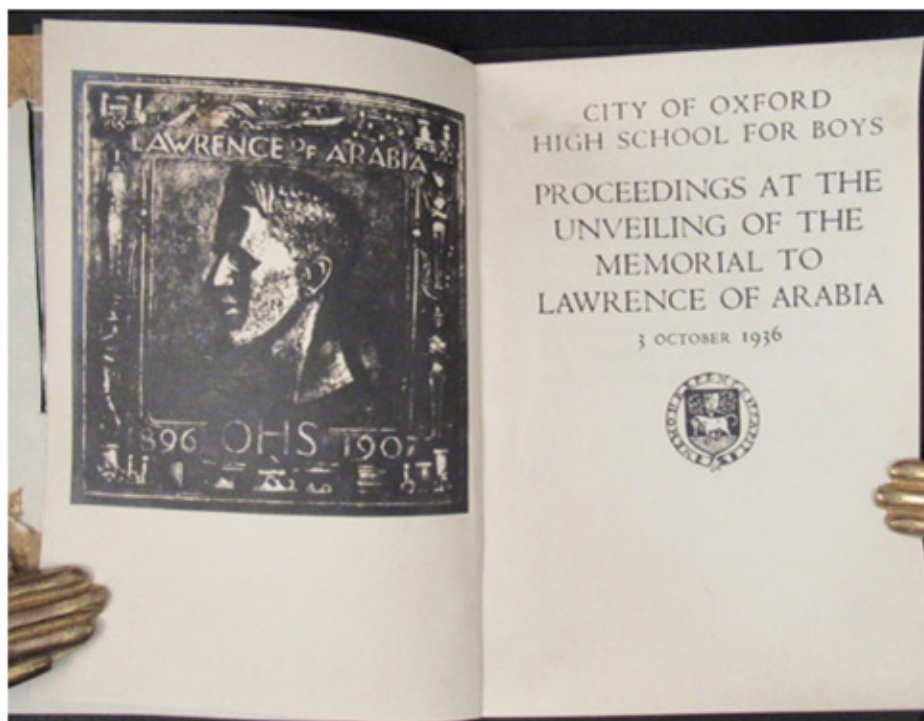 LAWRENCE OF ARABIA
1896 OHS 1907
CITY OF OXFORD
HIGH SCHOOL FOR BOYS
PROCEEDINGS AT THE
UNVEILING OF THE
MEMORIAL TO
LAWRENCE OF ARABIA
3 OCTOBER 1936